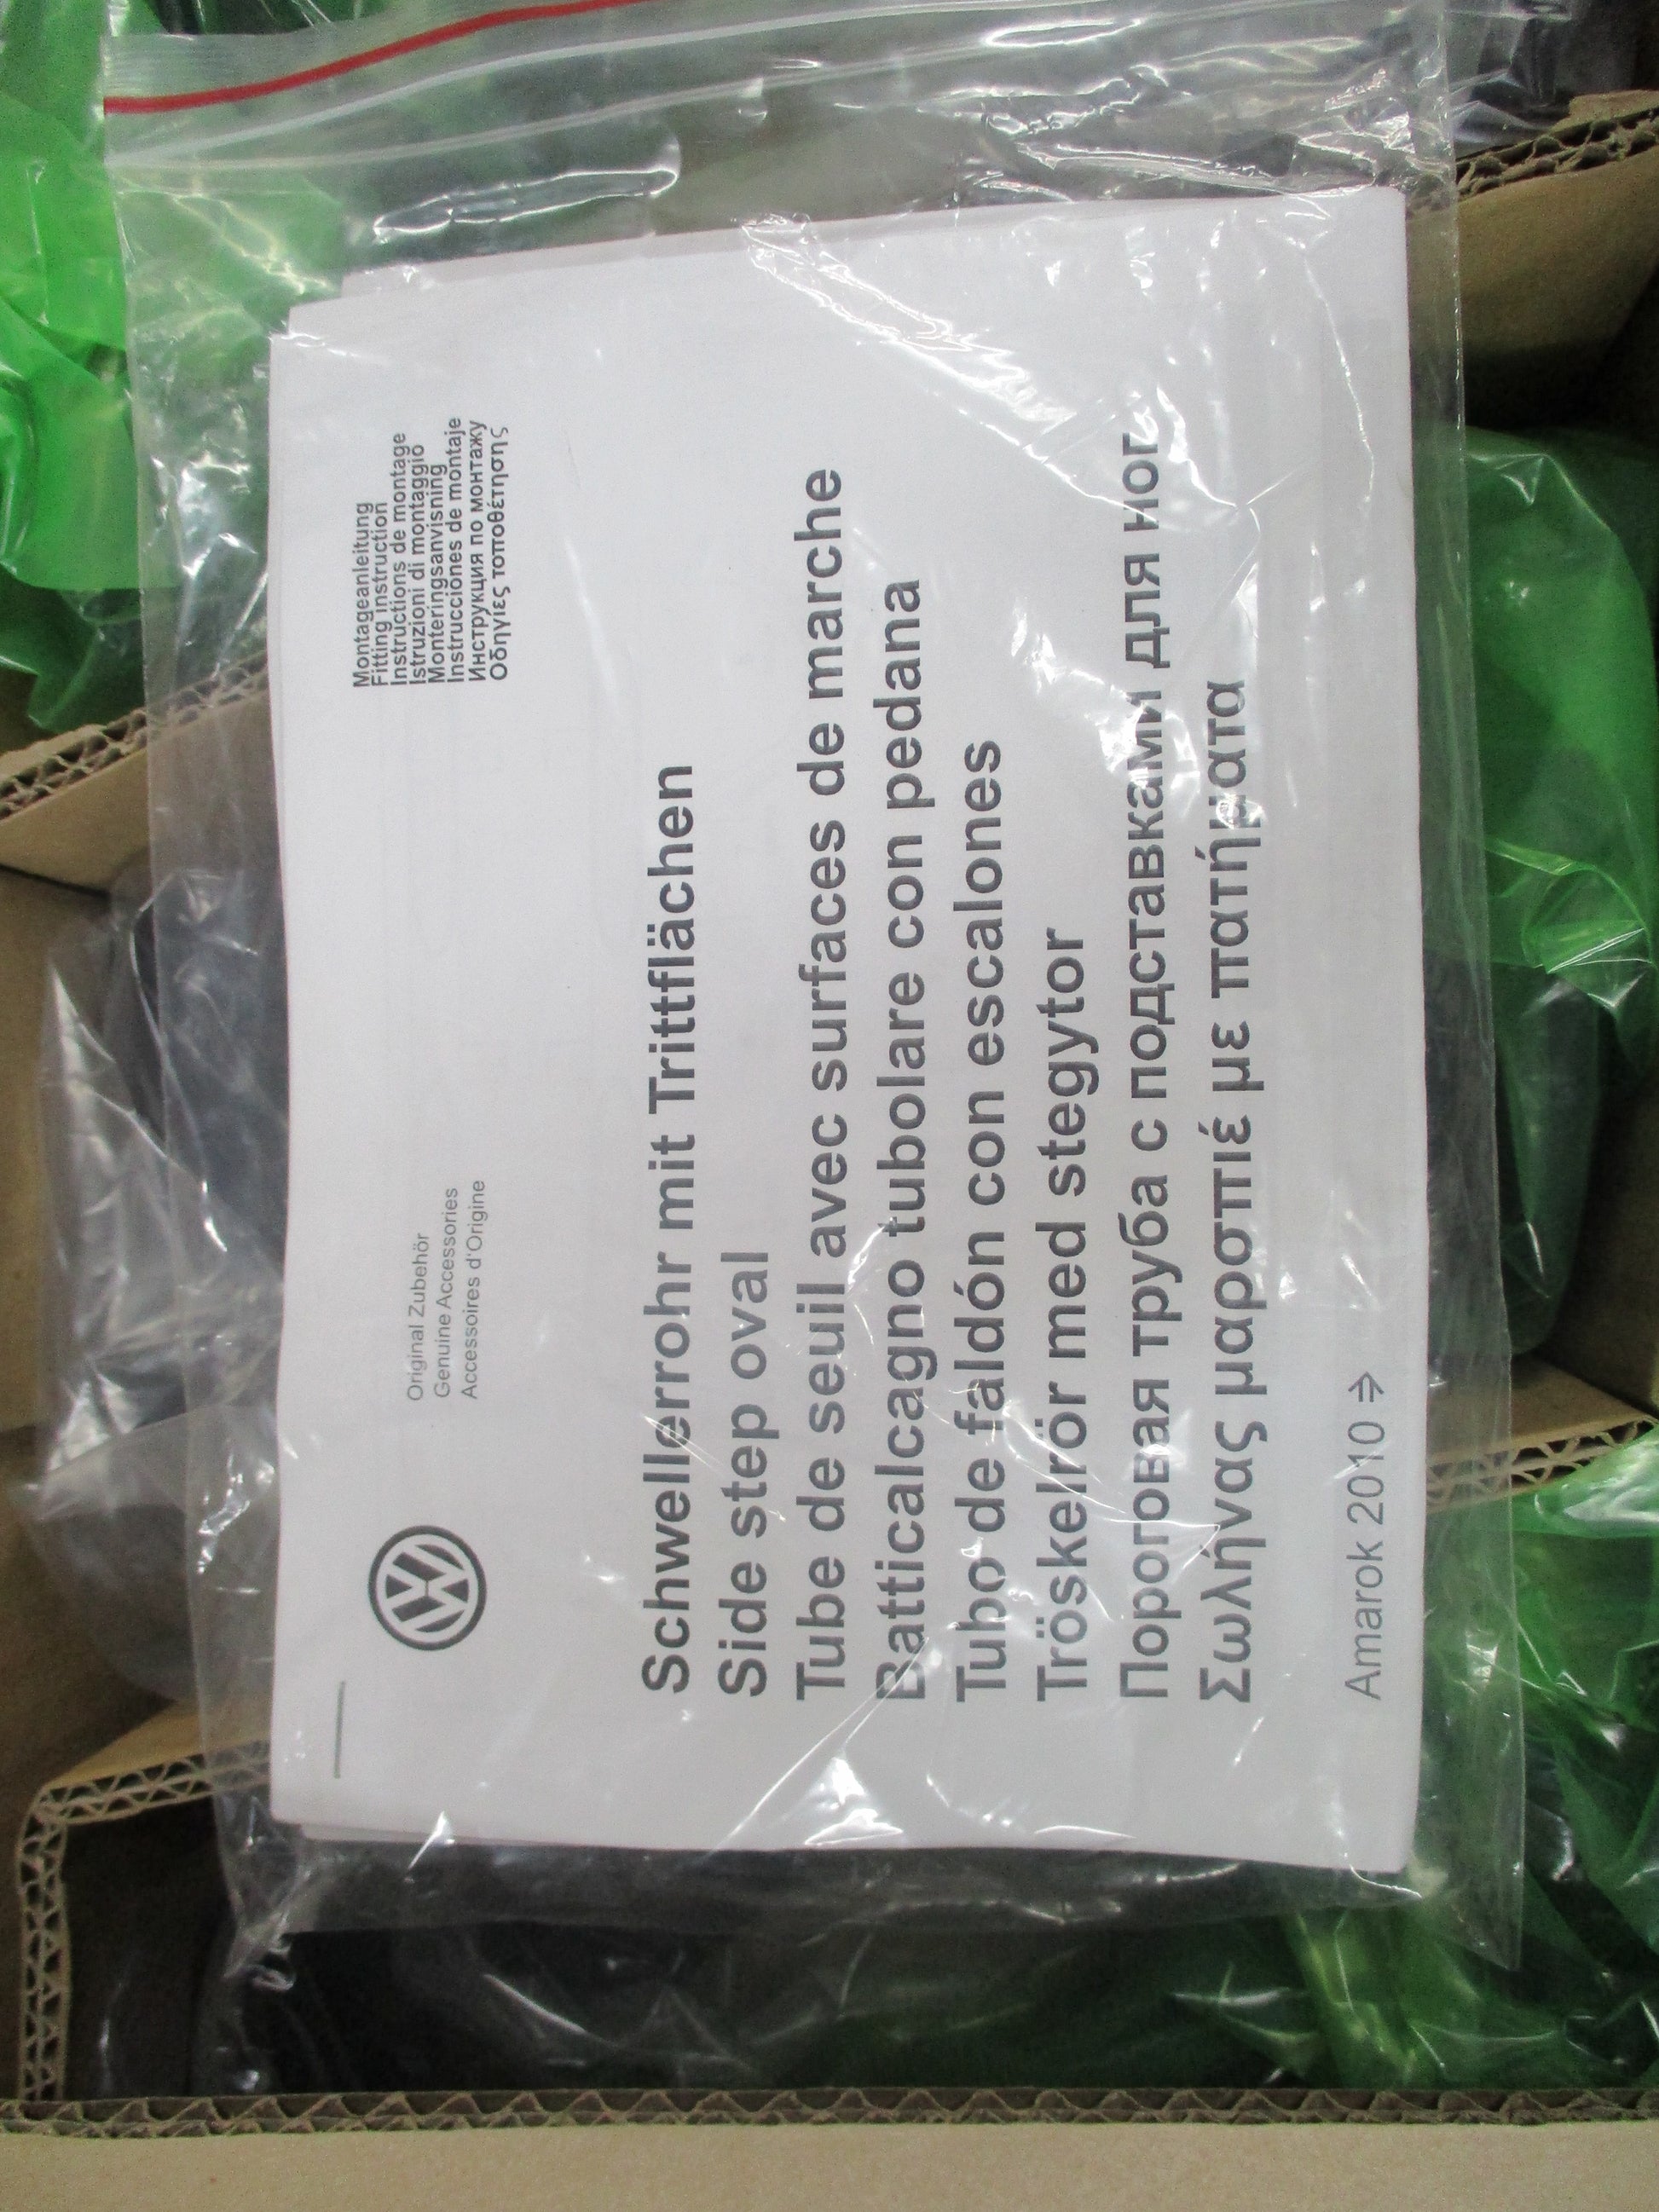 Original Zubehör
Genuine Accessories
Accessoires d'Origine
Montageanleitung
Fitting instruction
Instructions de montage
Istruzioni di montaggio
Monteringsanvisning
Instrucciones de montaje
Инструкция по монтажу
Οδηγίες τοποθέτησης
Schwellerrohr mit Trittflächen
Side step oval
Tube de seuil avec surfaces de marche
Batticalcagno tubolare con pedana
Tubo de faldón con escalones
Tröskelrör med stegytor
Пороговая труба с подставками для ног
Σωλήνας μαρσπιέ με πατήματα
Amarok 2010 ⇒